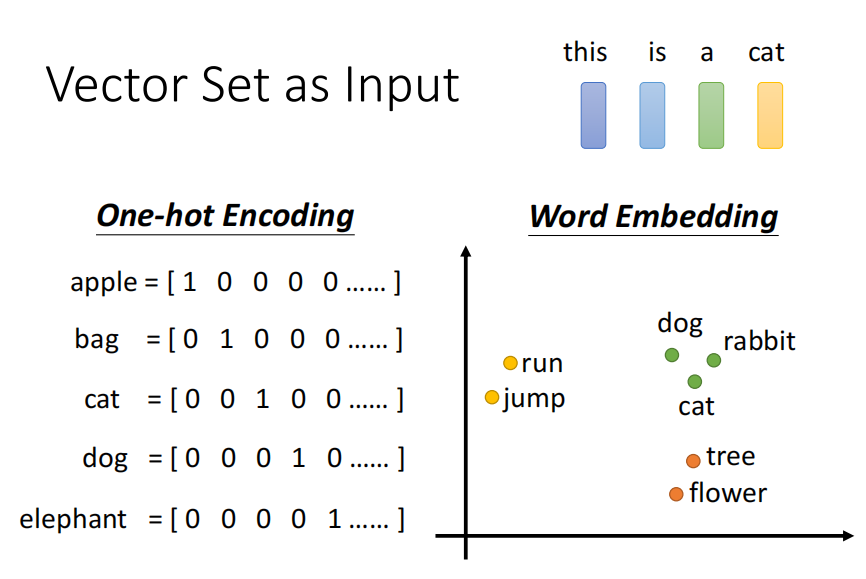 Vector Set as Input
this is a cat
One-hot Encoding
apple = [ 1 0 0 0 0 …… ]
bag = [ 0 1 0 0 0 …… ]
cat = [ 0 0 1 0 0 …… ]
dog = [ 0 0 0 1 0 …… ]
elephant = [ 0 0 0 0 1 …… ]
Word Embedding
dog
rabbit
run
jump
cat
tree
flower